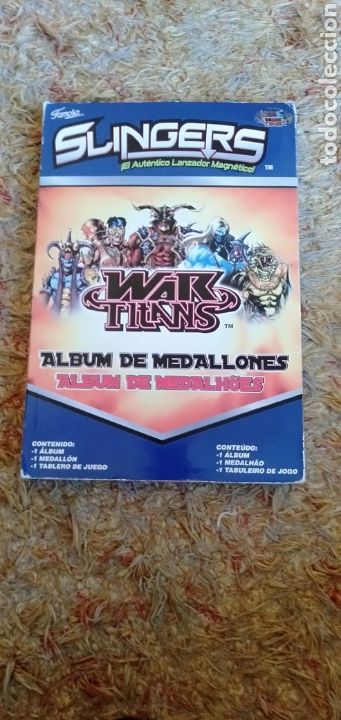 Famosa
SLINGERS
¡El Auténtico Lanzador Magnético!
TM
WAR
TITANS
TM
ALBUM DE MEDALLONES
ALBUM DE MEDALHOES
CONTENIDO:
-1 ÁLBUM
-1 MEDALLÓN
-1 TABLERO DE JUEGO
CONTEÚDO:
-1 ÁLBUM
-1 MEDALHÃO
-1 TABULEIRO DE JOGO
todocoleccion